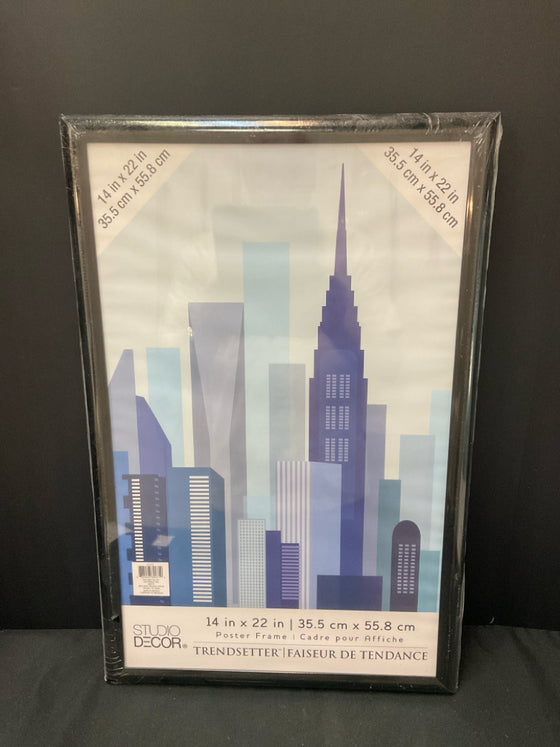 14 in x 22 in
35.5 cm x 55.8 cm
14 in x 22 in
35.5 cm x 55.8 cm
14 in x 22 in | 35.5 cm x 55.8 cm
Poster Frame | Cadre pour Affiche
STUDIO
DECOR®
TRENDSETTER™ | FAISEUR DE TENDANCE